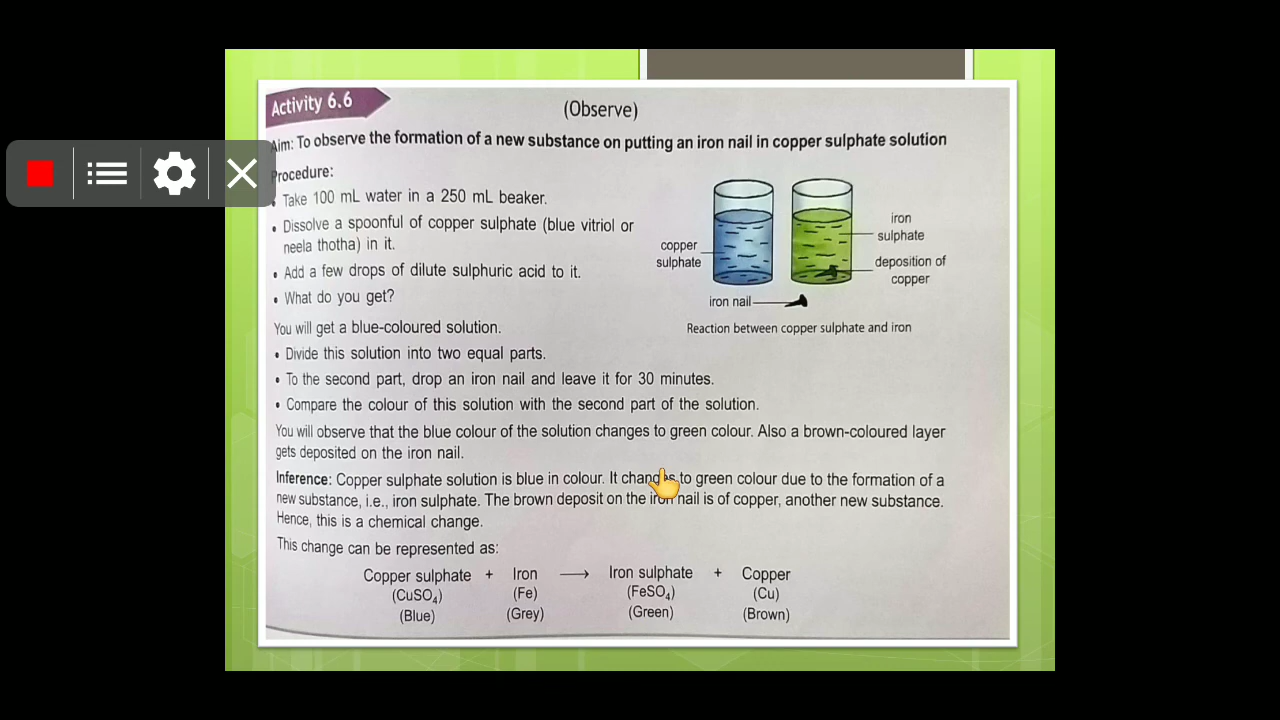 Activity 6.6
(Observe)
Aim: To observe the formation of a new substance on putting an iron nail in copper sulphate solution
Procedure:
• Take 100 mL water in a 250 mL beaker.
• Dissolve a spoonful of copper sulphate (blue vitriol or
neela thotha) in it.
• Add a few drops of dilute sulphuric acid to it.
• What do you get?
copper
sulphate
iron
sulphate
deposition of
copper
iron nail
Reaction between copper sulphate and iron
You will get a blue-coloured solution.
• Divide this solution into two equal parts.
• To the second part, drop an iron nail and leave it for 30 minutes.
• Compare the colour of this solution with the second part of the solution.
You will observe that the blue colour of the solution changes to green colour. Also a brown-coloured layer
gets deposited on the iron nail.
Inference: Copper sulphate solution is blue in colour. It changes to green colour due to the formation of a
new substance, i.e., iron sulphate. The brown deposit on the iron nail is of copper, another new substance.
Hence, this is a chemical change.
This change can be represented as:
Copper sulphate + Iron ⟶ Iron sulphate + Copper
(CuSO₄) (Fe) (FeSO₄) (Cu)
(Blue) (Grey) (Green) (Brown)